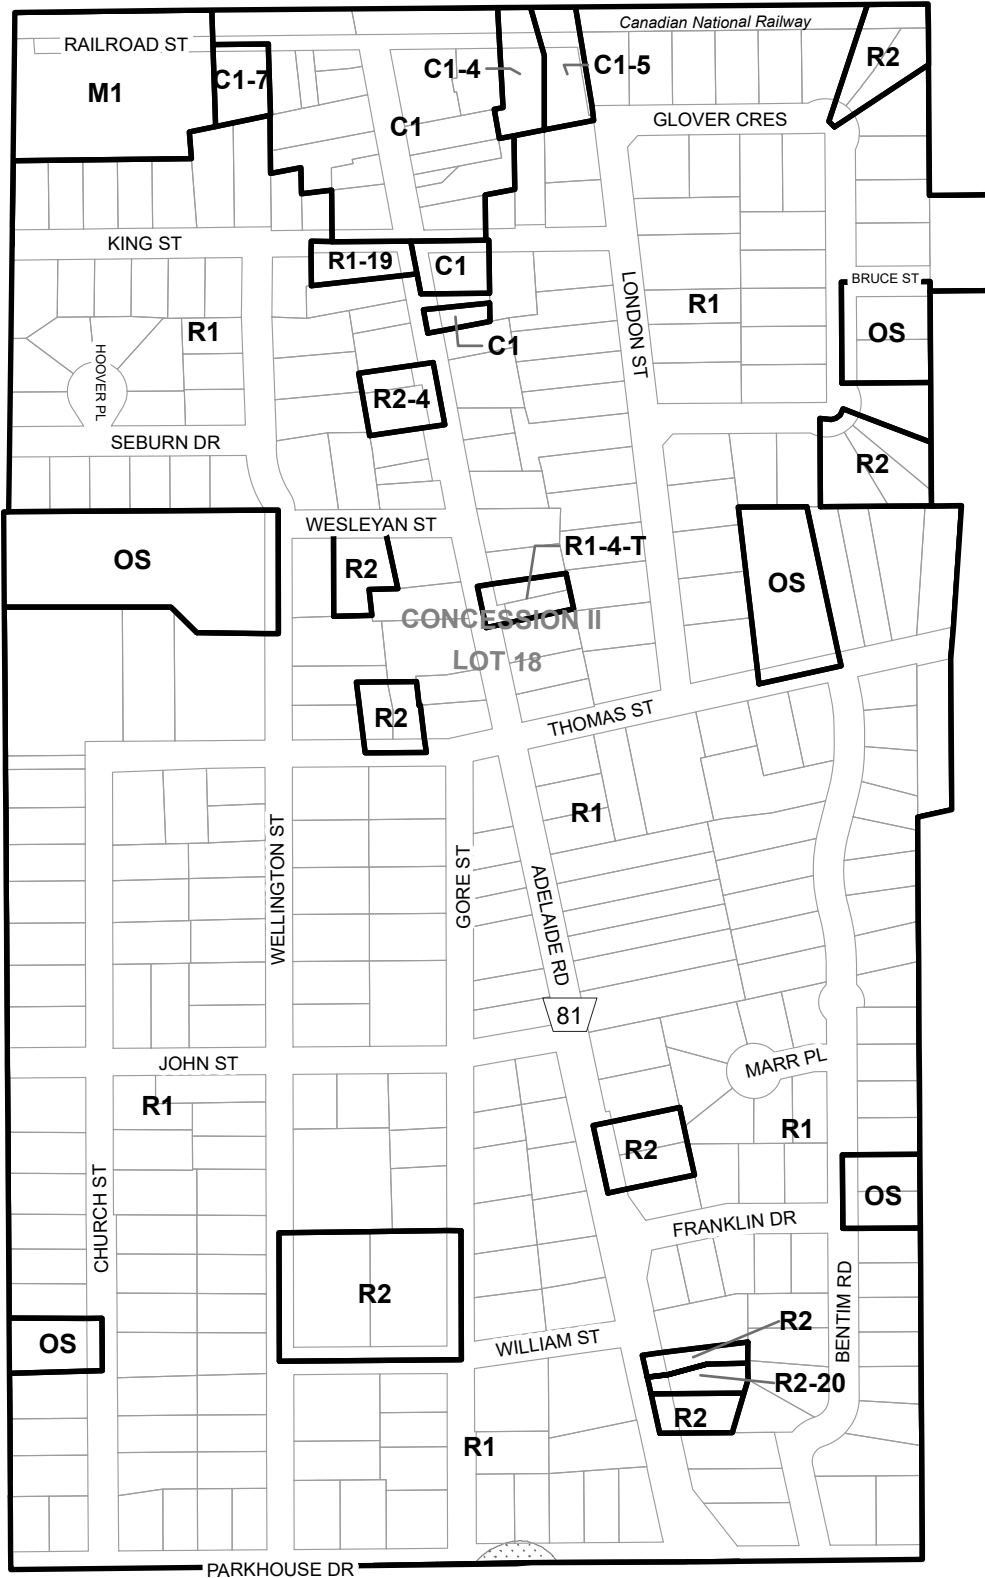 Canadian National Railway
RAILROAD ST
R2
C1-4
C1-5
C1-7
M1
C1
GLOVER CRES
KING ST
R1-19
C1
BRUCE ST
LONDON ST
R1
R1
OS
C1
HOOVER PL
R2-4
SEBURN DR
R2
WESLEYAN ST
R1-4-T
OS
R2
OS
CONCESSION II
LOT 18
R2
THOMAS ST
R1
WELLINGTON ST
GORE ST
ADELAIDE RD
81
JOHN ST
MARR PL
R1
R1
R2
CHURCH ST
OS
FRANKLIN DR
R2
BENTIM RD
R2
OS
WILLIAM ST
R2-20
R2
R1
PARKHOUSE DR